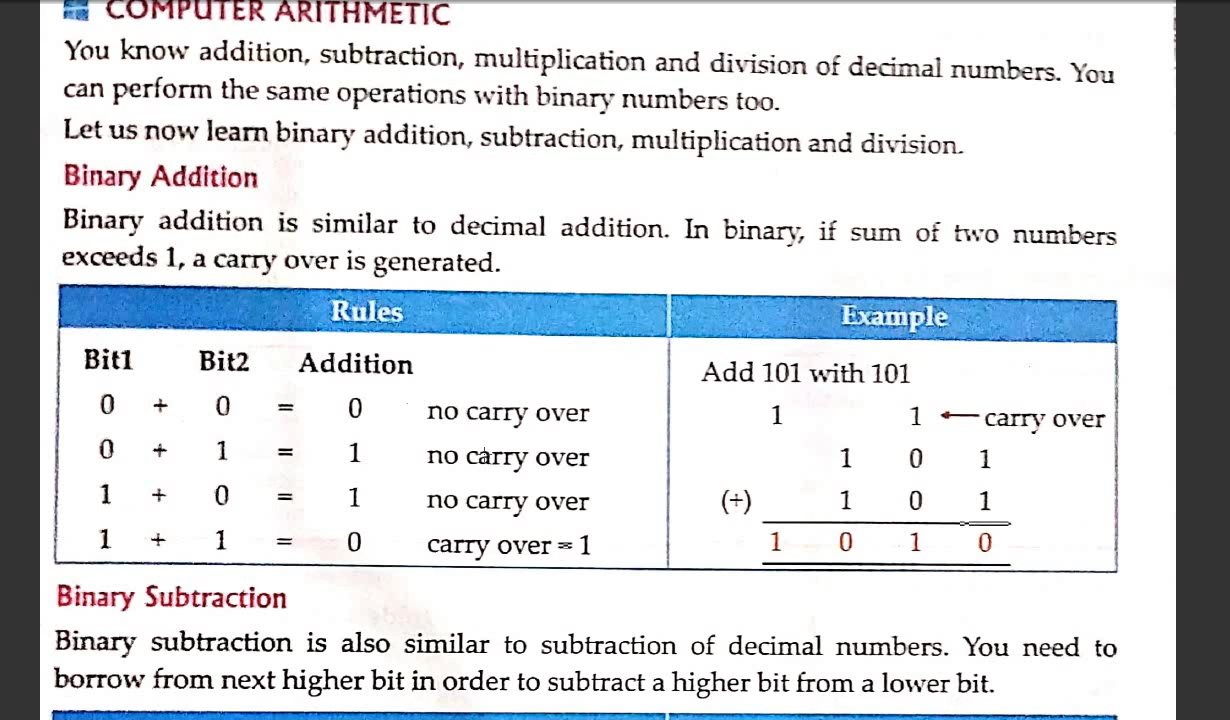 COMPUTER ARITHMETIC
You know addition, subtraction, multiplication and division of decimal numbers. You
can perform the same operations with binary numbers too.
Let us now learn binary addition, subtraction, multiplication and division.
Binary Addition
Binary addition is similar to decimal addition. In binary, if sum of two numbers
exceeds 1, a carry over is generated.
Rules
Bit1 Bit2 Addition
0 + 0 = 0 no carry over
0 + 1 = 1 no carry over
1 + 0 = 1 no carry over
1 + 1 = 0 carry over = 1
Example
Add 101 with 101
1 1 ← carry over
1 0 1
(+) 1 0 1
1 0 1 0
Binary Subtraction
Binary subtraction is also similar to subtraction of decimal numbers. You need to
borrow from next higher bit in order to subtract a higher bit from a lower bit.